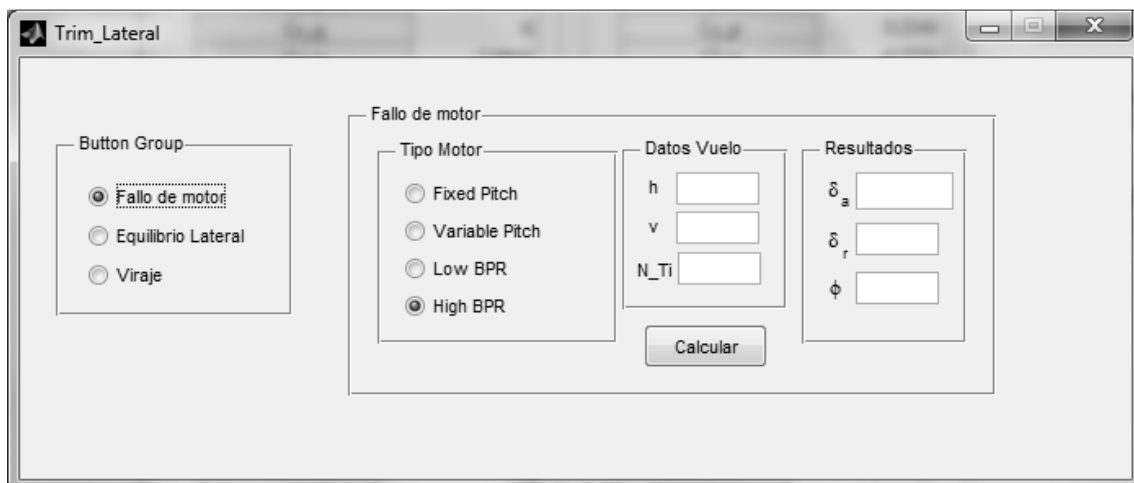 Trim_Lateral
Button Group
Fallo de motor
Equilibrio Lateral
Viraje
Fallo de motor
Tipo Motor
Fixed Pitch
Variable Pitch
Low BPR
High BPR
Datos Vuelo
h
v
N_Ti
Calcular
Resultados
δa
δr
ϕ